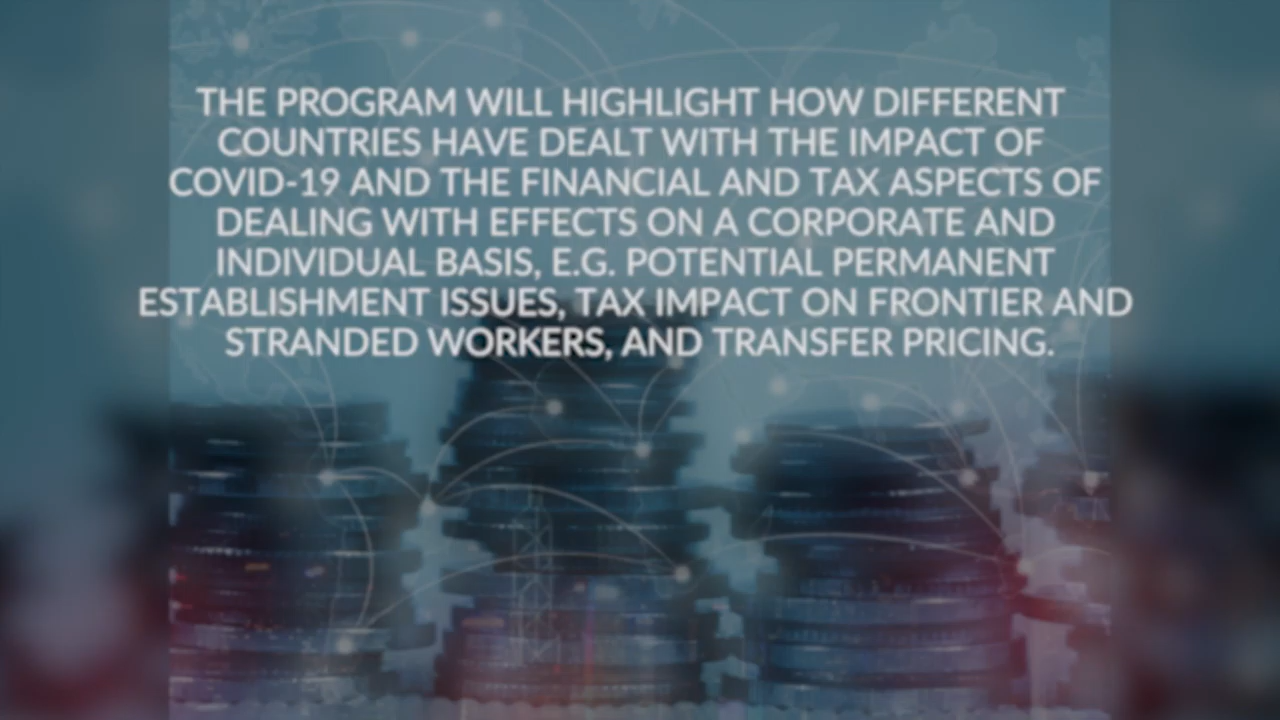 THE PROGRAM WILL HIGHLIGHT HOW DIFFERENT
COUNTRIES HAVE DEALT WITH THE IMPACT OF
COVID-19 AND THE FINANCIAL AND TAX ASPECTS OF
DEALING WITH EFFECTS ON A CORPORATE AND
INDIVIDUAL BASIS, E.G. POTENTIAL PERMANENT
ESTABLISHMENT ISSUES, TAX IMPACT ON FRONTIER AND
STRANDED WORKERS, AND TRANSFER PRICING.